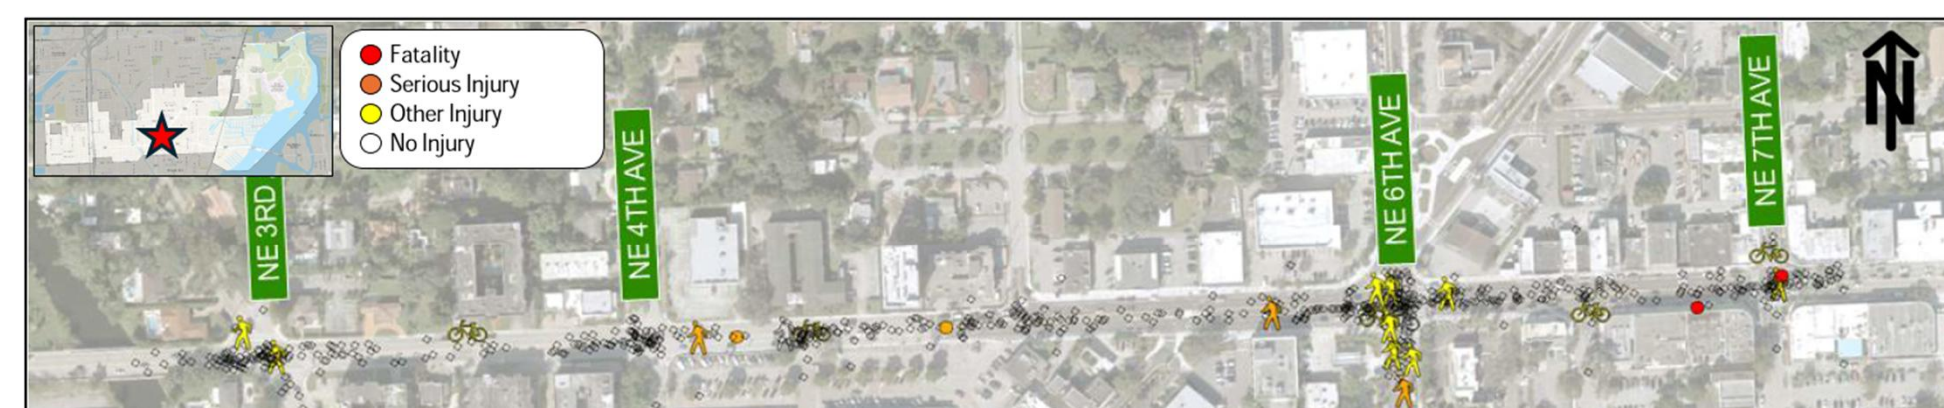 Fatality
Serious Injury
Other Injury
No Injury
NE 3RD
NE 4TH AVE
NE 6TH AVE
NE 7TH AVE
N